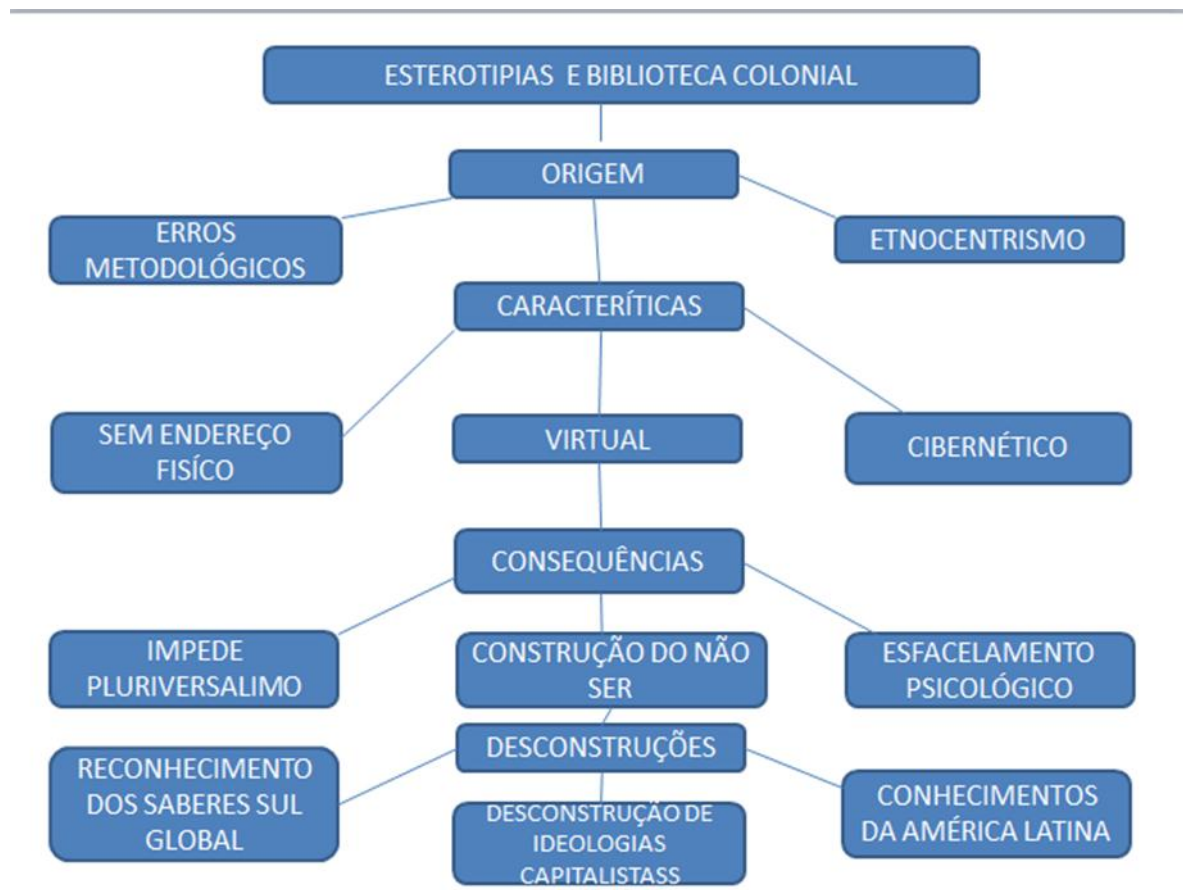 ESTEROTIPIAS E BIBLIOTECA COLONIAL
ORIGEM
ERROS
METODOLÓGICOS
ETNOCENTRISMO
CARACTERÍTICAS
SEM ENDEREÇO
FISÍCO
VIRTUAL
CIBERNÉTICO
CONSEQUÊNCIAS
IMPEDE
PLURIVERSALIMO
CONSTRUÇÃO DO NÃO
SER
ESFACELAMENTO
PSICOLÓGICO
DESCONSTRUÇÕES
RECONHECIMENTO
DOS SABERES SUL
GLOBAL
DESCONSTRUÇÃO DE
IDEOLOGIAS
CAPITALISTASS
CONHECIMENTOS
DA AMÉRICA LATINA